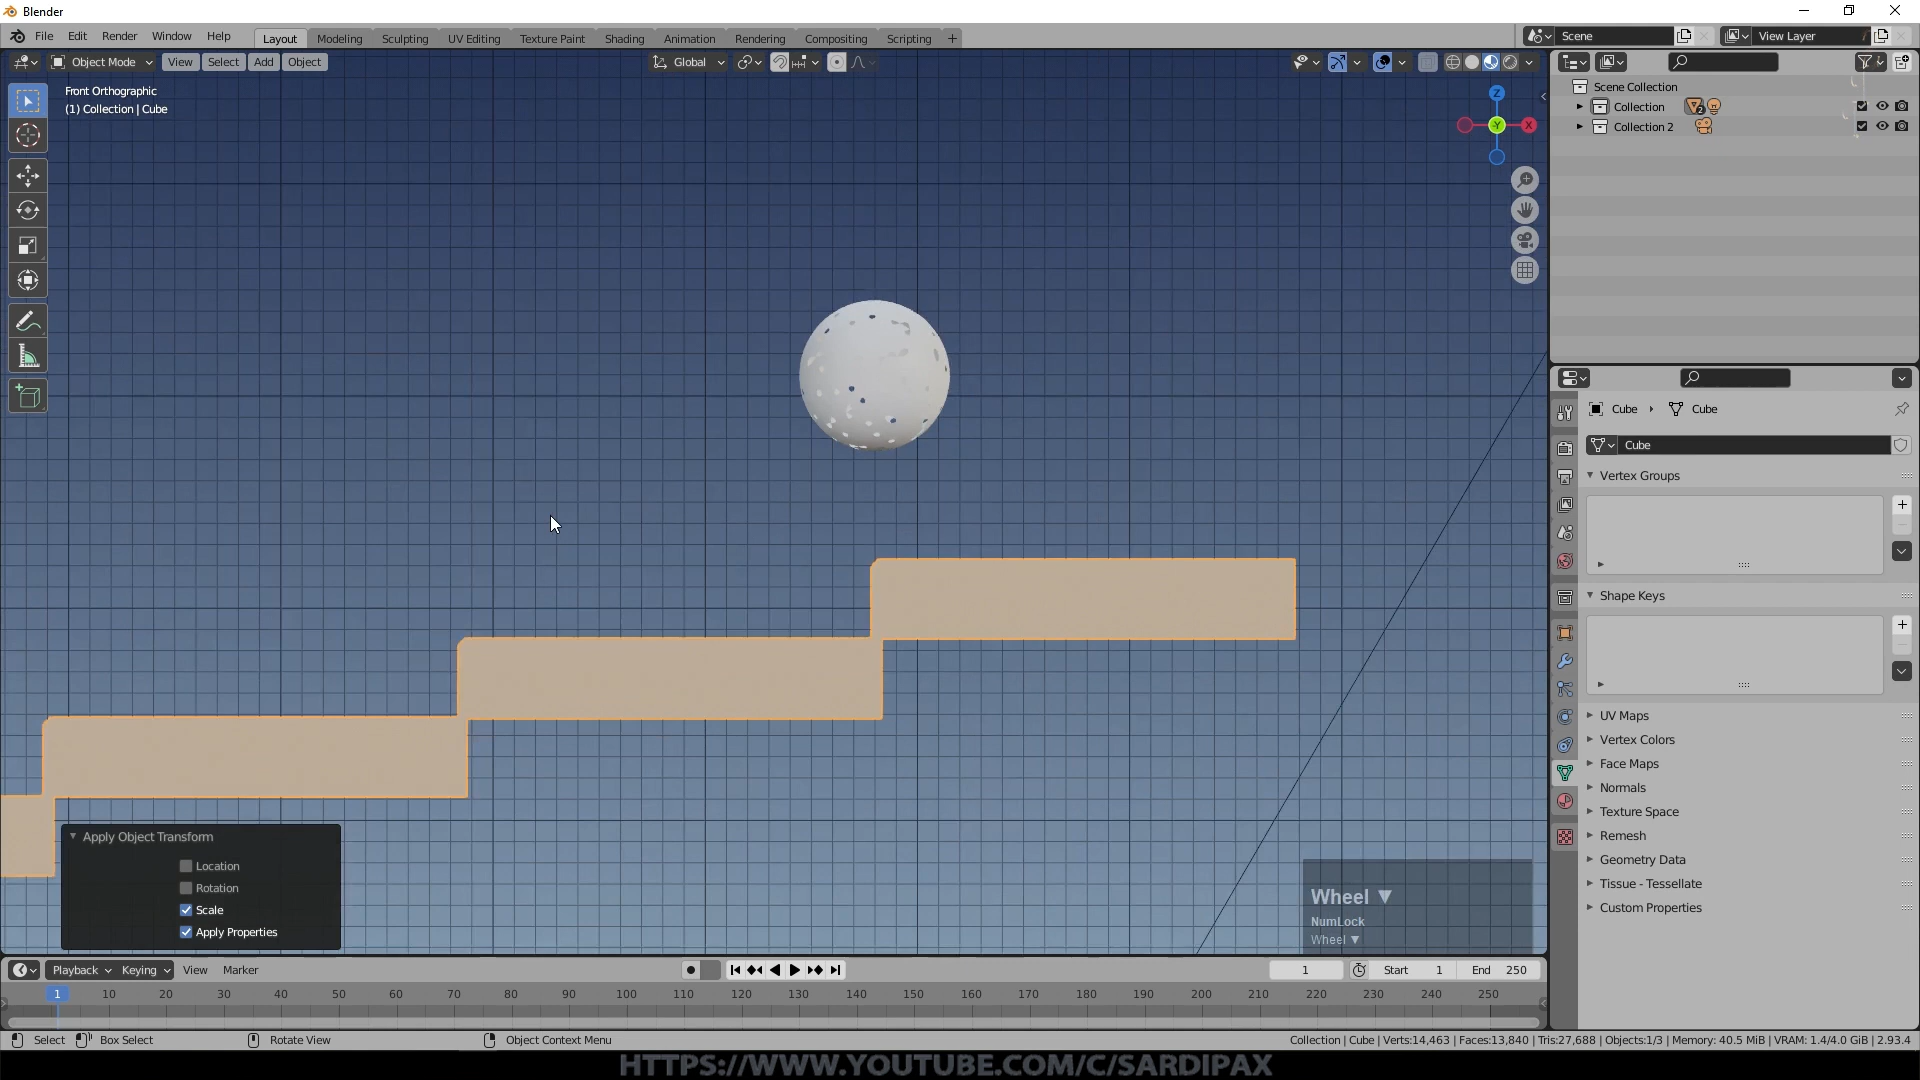 Blender
File Edit Render Window Help
Layout Modeling Sculpting UV Editing Texture Paint Shading Animation Rendering Compositing Scripting +
Scene
View Layer
Object Mode View Select Add Object
Global
Front Orthographic
(1) Collection | Cube
Z
Y
X
Scene Collection
Collection
2
Collection 2
Cube
Cube
Cube
Vertex Groups
Shape Keys
UV Maps
Vertex Colors
Face Maps
Normals
Texture Space
Remesh
Geometry Data
Tissue - Tessellate
Custom Properties
Apply Object Transform
Location
Rotation
Scale
Apply Properties
Wheel ▼
NumLock
Wheel ▼
Playback Keying View Marker
1
Start 1
End 250
1 10 20 30 40 50 60 70 80 90 100 110 120 130 140 150 160 170 180 190 200 210 220 230 240 250
Select Box Select Rotate View Object Context Menu
Collection | Cube | Verts:14,463 | Faces:13,840 | Tris:27,688 | Objects:1/3 | Memory: 40.5 MiB | VRAM: 1.4/4.0 GiB | 2.93.4
HTTPS://WWW.YOUTUBE.COM/C/SARDIPAX